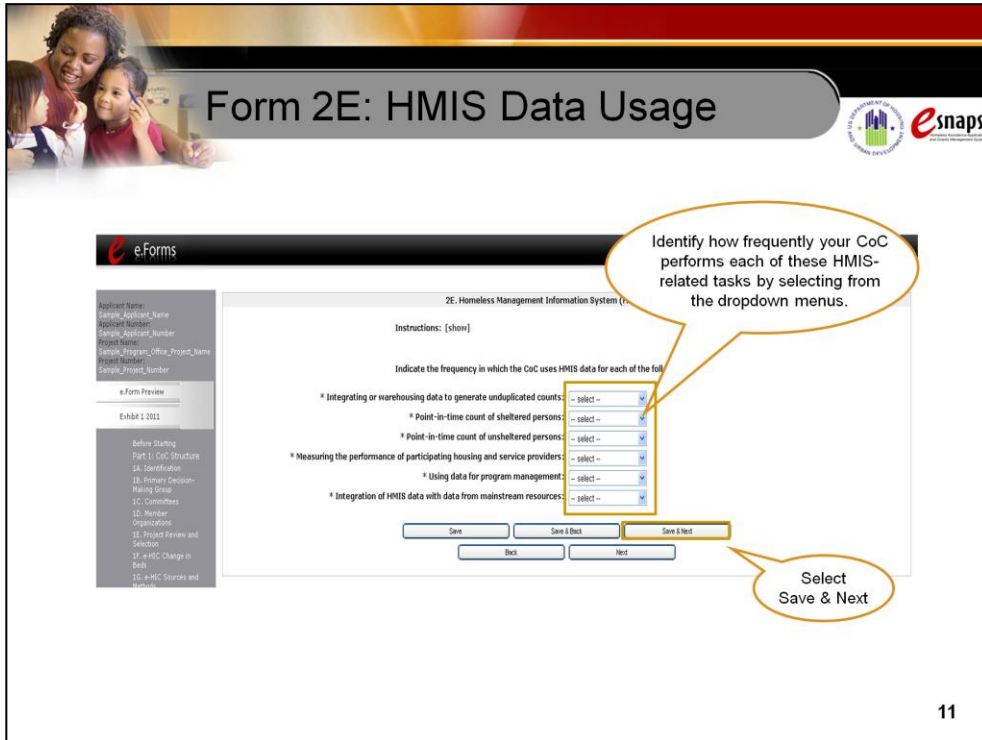 Form 2E: HMIS Data Usage
US DEPARTMENT OF HOUSING
AND URBAN DEVELOPMENT
esnaps
Identify how frequently your CoC
performs each of these HMIS-
related tasks by selecting from
the dropdown menus.
e e.Forms
Applicant Name:
Sample_Applicant_Name
Applicant Number:
Sample_Applicant_Number
Project Name:
Sample_Program_Office_Project_Name
Project Number:
Sample_Project_Number
e.Form Preview
Exhibit 1 2011
Before Starting
Part 1: CoC Structure
1A. Identification
1B. Primary Decision-
Making Group
1C. Committees
1D. Member
Organizations
1E. Project Review and
Selection
1F. e-HIC Change in
Beds
1G. e-HIC Sources and
Methods
2E. Homeless Management Information System
Instructions: [show]
Indicate the frequency in which the CoC uses HMIS data for each of the
* Integrating or warehousing data to generate unduplicated counts: -- select --
* Point-in-time count of sheltered persons: -- select --
* Point-in-time count of unsheltered persons: -- select --
* Measuring the performance of participating housing and service providers: -- select --
* Using data for program management: -- select --
* Integration of HMIS data with data from mainstream resources: -- select --
Save Save & Back Save & Next
Back Next
Select
Save & Next
11